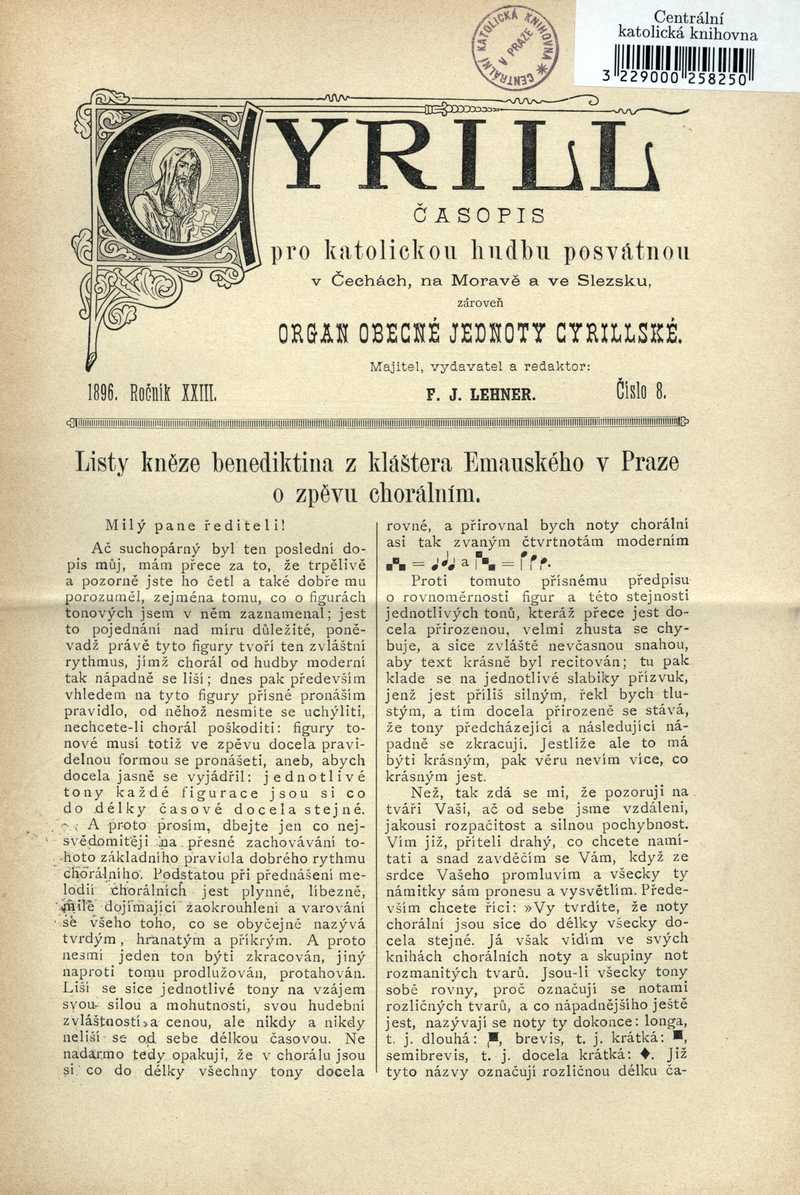 Centrální
katolická knihovna
3 229000 258250
CENTRÁLNÍ KATOLICKÁ KNIHOVNA
V PRAZE
CYRILL
ČASOPIS
pro katolickou hudbu posvátnou
v Čechách, na Moravě a ve Slezsku,
zároveň
ORGAN OBECNÉ JEDNOTY CYRILLSKÉ.
Majitel, vydavatel a redaktor:
1896. Ročník XXIII.
F. J. LEHNER.
Číslo 8.
Listy kněze benediktina z kláštera Emauského v Praze
o zpěvu chorálním.
Milý pane řediteli!
Ač suchopárný byl ten poslední do-
pis můj, mám přece za to, že trpělivě
a pozorně jste ho četl a také dobře mu
porozuměl, zejména tomu, co o figurách
tonových jsem v něm zaznamenal; jest
to pojednání nad míru důležité, poně-
vadž právě tyto figury tvoří ten zvláštní
rythmus, jímž chorál od hudby moderní
tak nápadně se liší; dnes pak především
vhledem na tyto figury přísné pronáším
pravidlo, od něhož nesmíte se uchýliti,
nechcete-li chorál poškoditi: figury to-
nové musí totiž ve zpěvu docela pravi-
delnou formou se pronášeti, aneb, abych
docela jasně se vyjádřil: jednotlivé
tony každé figurace jsou si co
do délky časové docela stejné.
A proto prosím, dbejte jen co nej-
svědomitěji na přesné zachovávání to-
hoto základního pravidla dobrého rythmu
chorálního. Podstatou při přednášení me-
lodií chorálních jest plynně, líbezně,
mile dojímající zaokrouhlení a varování
se všeho toho, co se obyčejně nazývá
tvrdým, hranatým a příkrým. A proto
nesmí jeden ton býti zkracován, jiný
naproti tomu prodlužován, protahován.
Liší se sice jednotlivé tony na vzájem
svou silou a mohutností, svou hudební
zvláštností a cenou, ale nikdy a nikdy
neliší se od sebe délkou časovou. Ne
nadarmo tedy opakuji, že v chorálu jsou
si co do délky všechny tony docela
rovné, a přirovnal bych noty chorální
asi tak zvaným čtvrtnotám moderním
= a =
Proti tomuto přísnému předpisu
o rovnoměrnosti figur a této stejnosti
jednotlivých tonů, kteráž přece jest do-
cela přirozenou, velmi zhusta se chy-
buje, a sice zvláště nevčasnou snahou,
aby text krásně byl recitován; tu pak
klade se na jednotlivé slabiky přízvuk,
jenž jest příliš silným, řekl bych tlu-
stým, a tím docela přirozeně se stává,
že tony předcházející a následující ná-
padně se zkracují. Jestliže ale to má
býti krásným, pak věru nevím více, co
krásným jest.
Než, tak zdá se mi, že pozoruji na
tváři Vaší, ač od sebe jsme vzdáleni,
jakousi rozpačitost a silnou pochybnost.
Vím již, příteli drahý, co chcete namí-
tati a snad zavděčím se Vám, když ze
srdce Vašeho promluvím a všecky ty
námitky sám pronesu a vysvětlím. Přede-
vším chcete říci: »Vy tvrdíte, že noty
chorální jsou sice do délky všecky do-
cela stejné. Já však vidím ve svých
knihách chorálních noty a skupiny not
rozmanitých tvarů. Jsou-li všecky tony
sobě rovny, proč označují se notami
rozličných tvarů, a co nápadnějšího ještě
jest, nazývají se noty ty dokonce: longa,
t. j. dlouhá: , brevis, t. j. krátká: ■,
semibrevis, t. j. docela krátká: ♦. Již
tyto názvy označují rozličnou délku ča-